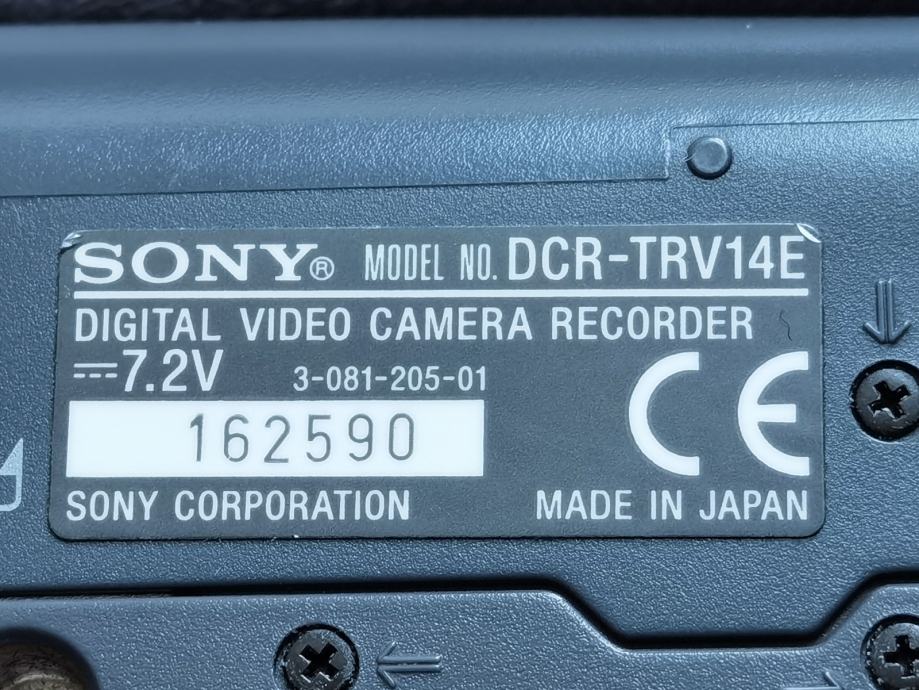 SONY® MODEL NO. DCR-TRV14E
DIGITAL VIDEO CAMERA RECORDER
⎓7.2V 3-081-205-01
162590
CE
SONY CORPORATION MADE IN JAPAN